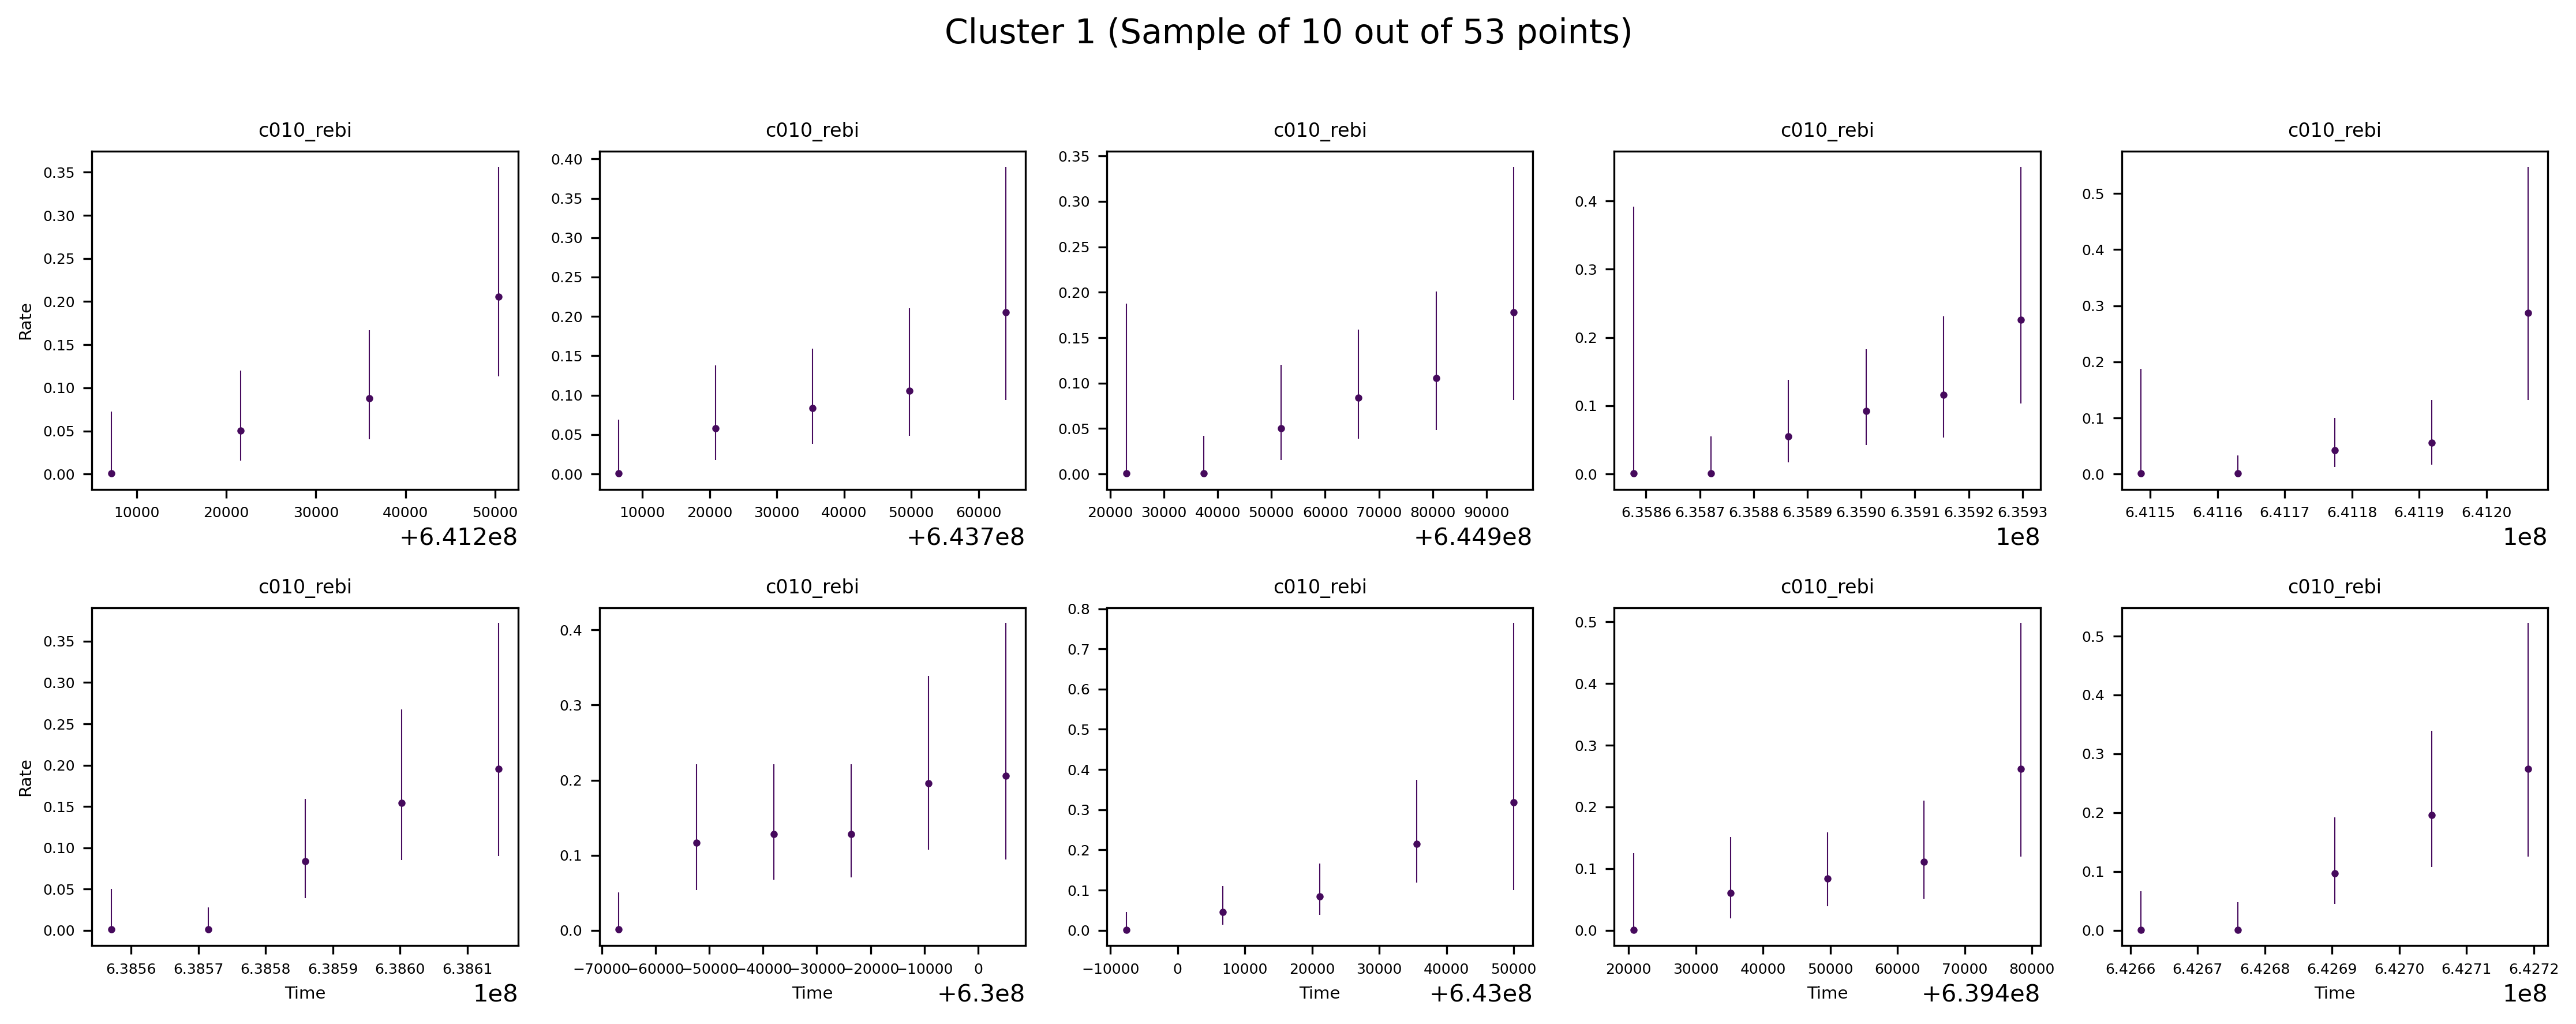 Cluster 1 (Sample of 10 out of 53 points)
c010_rebi c010_rebi c010_rebi c010_rebi c010_rebi
Rate
0.35
0.30
0.25
0.20
0.15
0.10
0.05
0.00
10000 20000 30000 40000 50000
+6.412e8
0.40
0.35
0.30
0.25
0.20
0.15
0.10
0.05
0.00
10000 20000 30000 40000 50000 60000
+6.437e8
0.35
0.30
0.25
0.20
0.15
0.10
0.05
0.00
20000 30000 40000 50000 60000 70000 80000 90000
+6.449e8
0.4
0.3
0.2
0.1
0.0
6.3586 6.3587 6.3588 6.3589 6.3590 6.3591 6.3592 6.3593
1e8
0.5
0.4
0.3
0.2
0.1
0.0
6.4115 6.4116 6.4117 6.4118 6.4119 6.4120
1e8
c010_rebi c010_rebi c010_rebi c010_rebi c010_rebi
Rate
0.35
0.30
0.25
0.20
0.15
0.10
0.05
0.00
6.3856 6.3857 6.3858 6.3859 6.3860 6.3861
Time
1e8
0.4
0.3
0.2
0.1
0.0
−70000 −60000 −50000 −40000 −30000 −20000 −10000 0
Time
+6.3e8
0.8
0.7
0.6
0.5
0.4
0.3
0.2
0.1
0.0
−10000 0 10000 20000 30000 40000 50000
Time
+6.43e8
0.5
0.4
0.3
0.2
0.1
0.0
20000 30000 40000 50000 60000 70000 80000
Time
+6.394e8
0.5
0.4
0.3
0.2
0.1
0.0
6.4266 6.4267 6.4268 6.4269 6.4270 6.4271 6.4272
Time
1e8